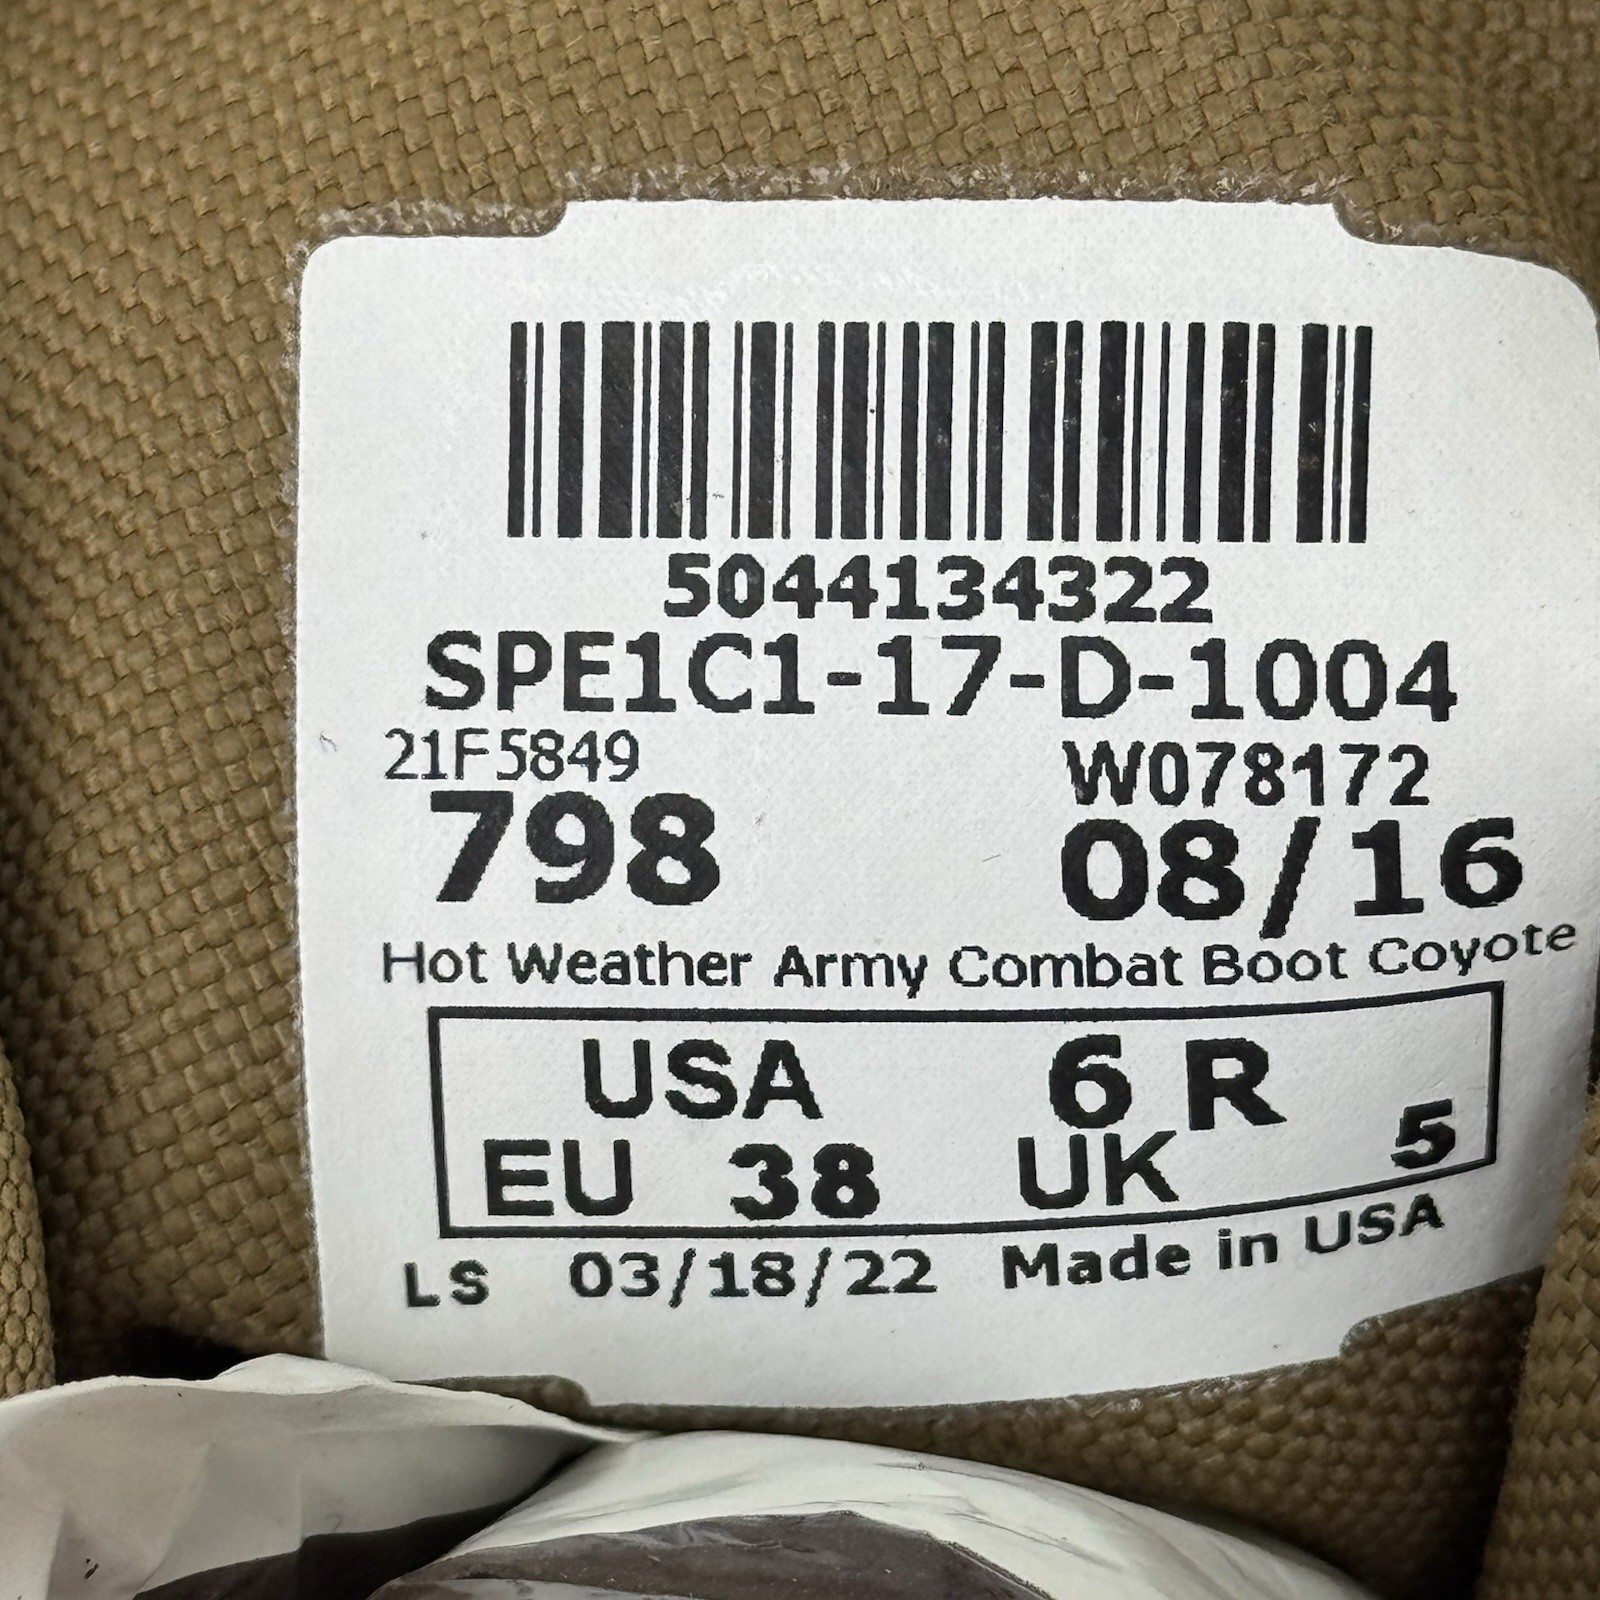 5044134322
SPE1C1-17-D-1004
21F5849 W078172
798 08/16
Hot Weather Army Combat Boot Coyote
USA 6 R
EU 38 UK 5
LS 03/18/22 Made in USA